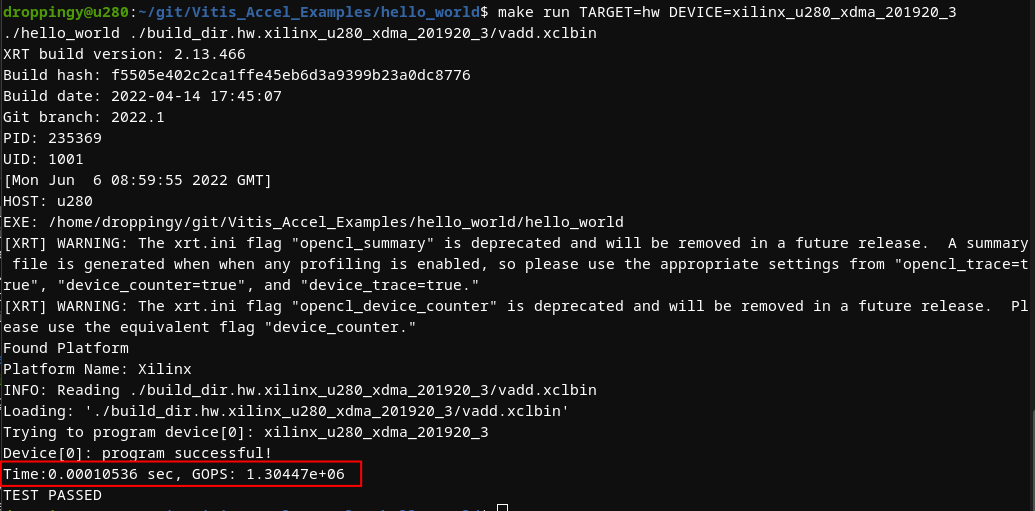 droppingy@u280:~/git/Vitis_Accel_Examples/hello_world$ make run TARGET=hw DEVICE=xilinx_u280_xdma_201920_3
./hello_world ./build_dir.hw.xilinx_u280_xdma_201920_3/vadd.xclbin
XRT build version: 2.13.466
Build hash: f5505e402c2ca1ffe45eb6d3a9399b23a0dc8776
Build date: 2022-04-14 17:45:07
Git branch: 2022.1
PID: 235369
UID: 1001
[Mon Jun  6 08:59:55 2022 GMT]
HOST: u280
EXE: /home/droppingy/git/Vitis_Accel_Examples/hello_world/hello_world
[XRT] WARNING: The xrt.ini flag "opencl_summary" is deprecated and will be removed in a future release.  A summary
 file is generated when when any profiling is enabled, so please use the appropriate settings from "opencl_trace=t
rue", "device_counter=true", and "device_trace=true."
[XRT] WARNING: The xrt.ini flag "opencl_device_counter" is deprecated and will be removed in a future release.  Pl
ease use the equivalent flag "device_counter."
Found Platform
Platform Name: Xilinx
INFO: Reading ./build_dir.hw.xilinx_u280_xdma_201920_3/vadd.xclbin
Loading: './build_dir.hw.xilinx_u280_xdma_201920_3/vadd.xclbin'
Trying to program device[0]: xilinx_u280_xdma_201920_3
Device[0]: program successful!
Time:0.00010536 sec, GOPS: 1.30447e+06
TEST PASSED